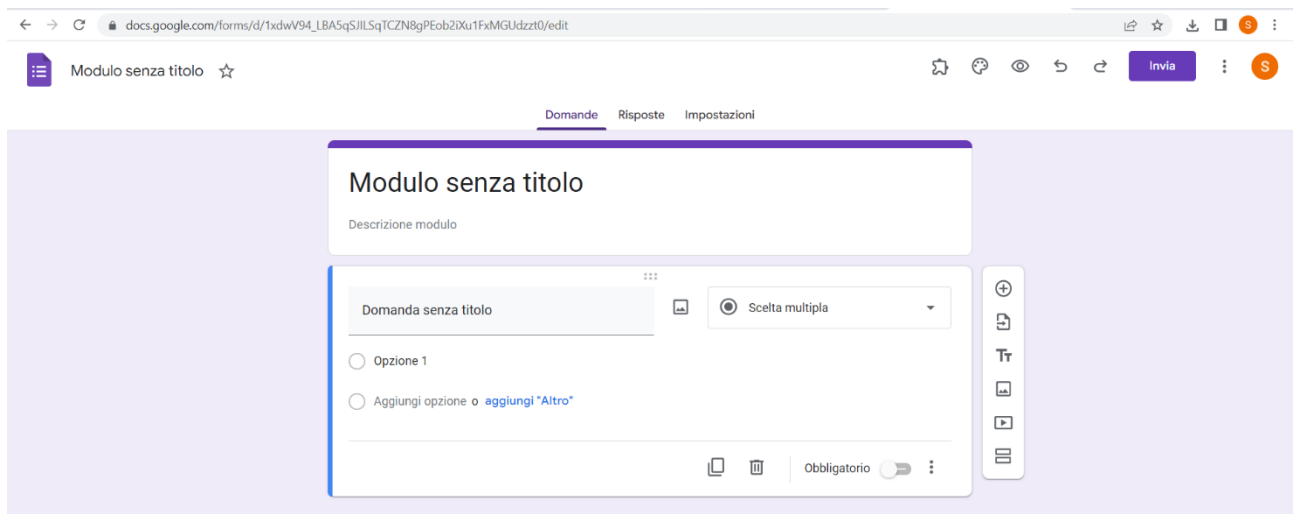 docs.google.com/forms/d/1xdwV94_LBA5qSJILSqTCZN8gPEob2iXu1FxMGUdzzt0/edit
S
Modulo senza titolo
Invia
S
Domande Risposte Impostazioni
Modulo senza titolo
Descrizione modulo
Domanda senza titolo
Scelta multipla
Opzione 1
Aggiungi opzione o aggiungi "Altro"
Obbligatorio